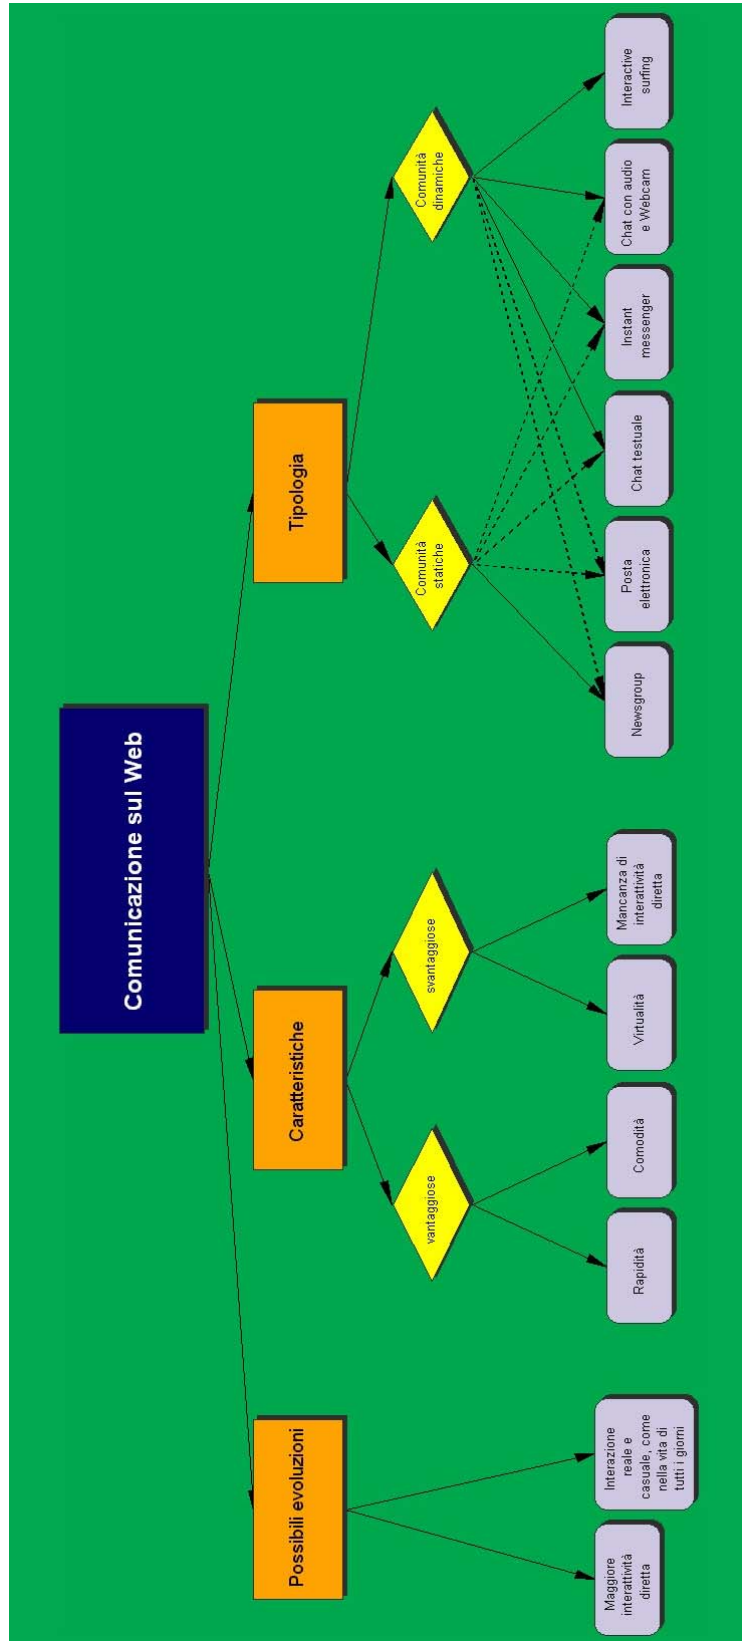 Comunicazione sul Web
Possibili evoluzioni
Caratteristiche
Tipologia
vantaggiose
svantaggiose
Comunità
statiche
Comunità
dinamiche
Maggiore
interattività
diretta
Interazione
reale e
casuale, come
nella vita di
tutti i giorni
Rapidità
Comodità
Virtualità
Mancanza di
interattività
diretta
Newsgroup
Posta
elettronica
Chat testuale
Instant
messenger
Chat con audio
e Webcam
Interactive
surfing